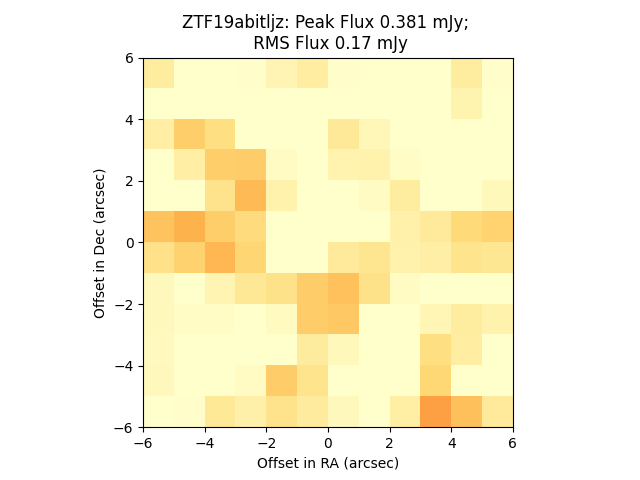 ZTF19abitljz: Peak Flux 0.381 mJy;
RMS Flux 0.17 mJy
6
4
2
0
−2
−4
−6
Offset in Dec (arcsec)
−6 −4 −2 0 2 4 6
Offset in RA (arcsec)